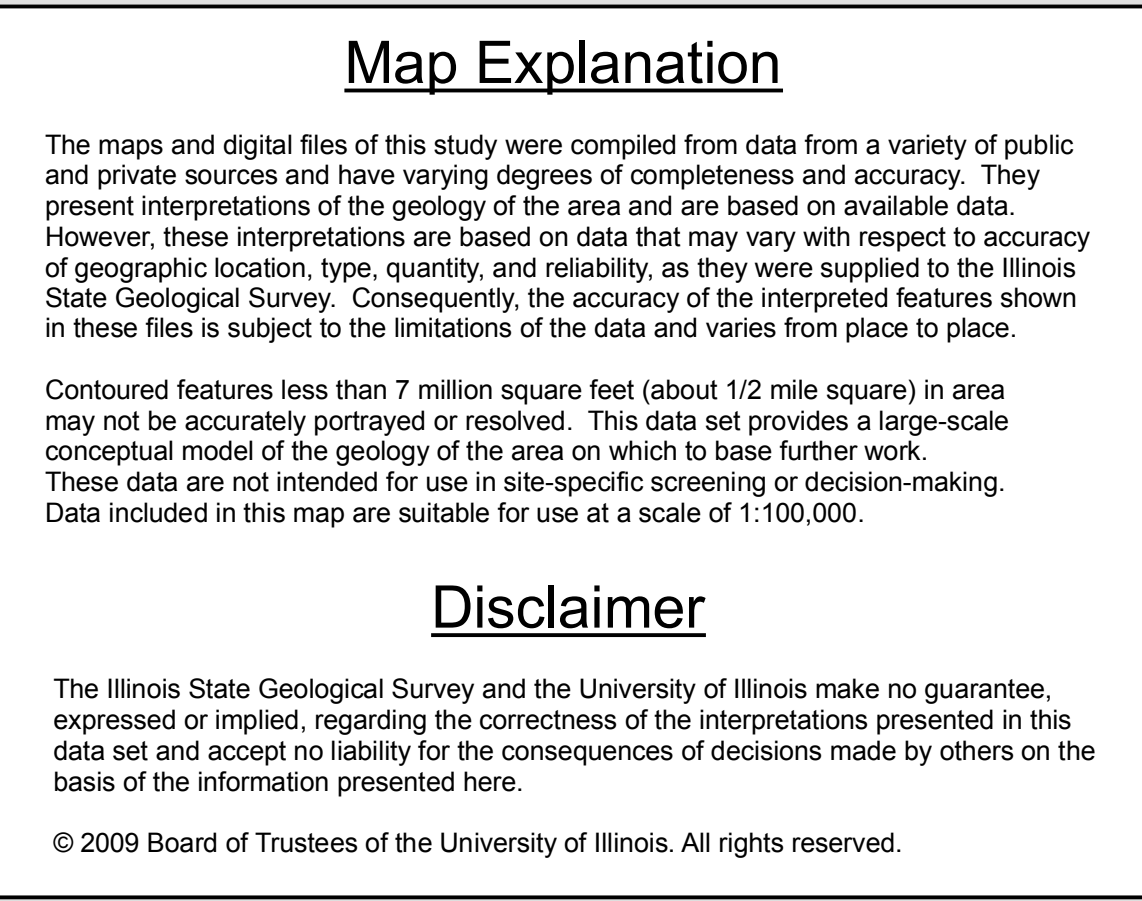 Map Explanation
The maps and digital files of this study were compiled from data from a variety of public
and private sources and have varying degrees of completeness and accuracy.  They
present interpretations of the geology of the area and are based on available data.
However, these interpretations are based on data that may vary with respect to accuracy
of geographic location, type, quantity, and reliability, as they were supplied to the Illinois
State Geological Survey.  Consequently, the accuracy of the interpreted features shown
in these files is subject to the limitations of the data and varies from place to place.
Contoured features less than 7 million square feet (about 1/2 mile square) in area
may not be accurately portrayed or resolved.  This data set provides a large-scale
conceptual model of the geology of the area on which to base further work.
These data are not intended for use in site-specific screening or decision-making.
Data included in this map are suitable for use at a scale of 1:100,000.
Disclaimer
The Illinois State Geological Survey and the University of Illinois make no guarantee,
expressed or implied, regarding the correctness of the interpretations presented in this
data set and accept no liability for the consequences of decisions made by others on the
basis of the information presented here.
© 2009 Board of Trustees of the University of Illinois. All rights reserved.